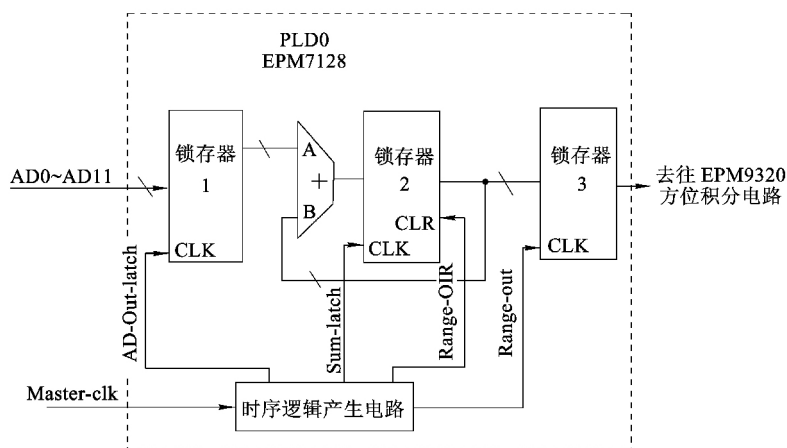 PLD0
EPM7128
AD0~AD11
锁存器
1
CLK
A
+
B
锁存器
2
CLR
CLK
锁存器
3
CLK
去往 EPM9320
方位积分电路
AD-Out-latch
Sum-latch
Range-OIR
Range-out
Master-clk
时序逻辑产生电路